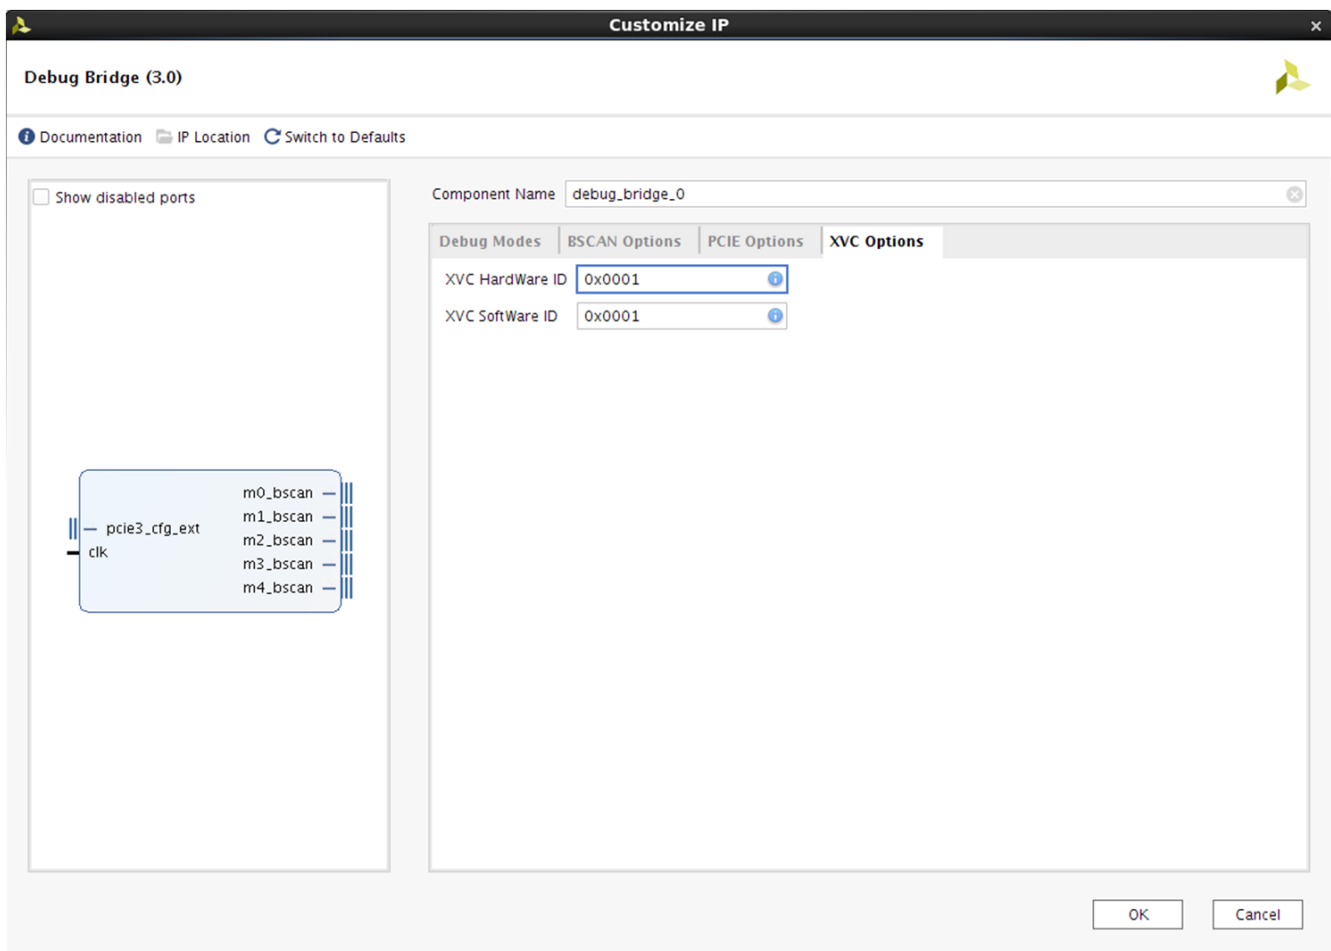 Customize IP
Debug Bridge (3.0)
Documentation IP Location Switch to Defaults
Show disabled ports
pcie3_cfg_ext
clk
m0_bscan
m1_bscan
m2_bscan
m3_bscan
m4_bscan
Component Name debug_bridge_0
Debug Modes BSCAN Options PCIE Options XVC Options
XVC HardWare ID 0x0001
XVC SoftWare ID 0x0001
OK Cancel